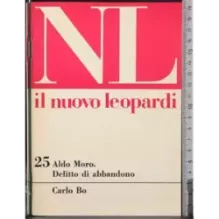 NL
il nuovo leopardi
25 Aldo Moro.
Delitto di abbandono
Carlo Bo